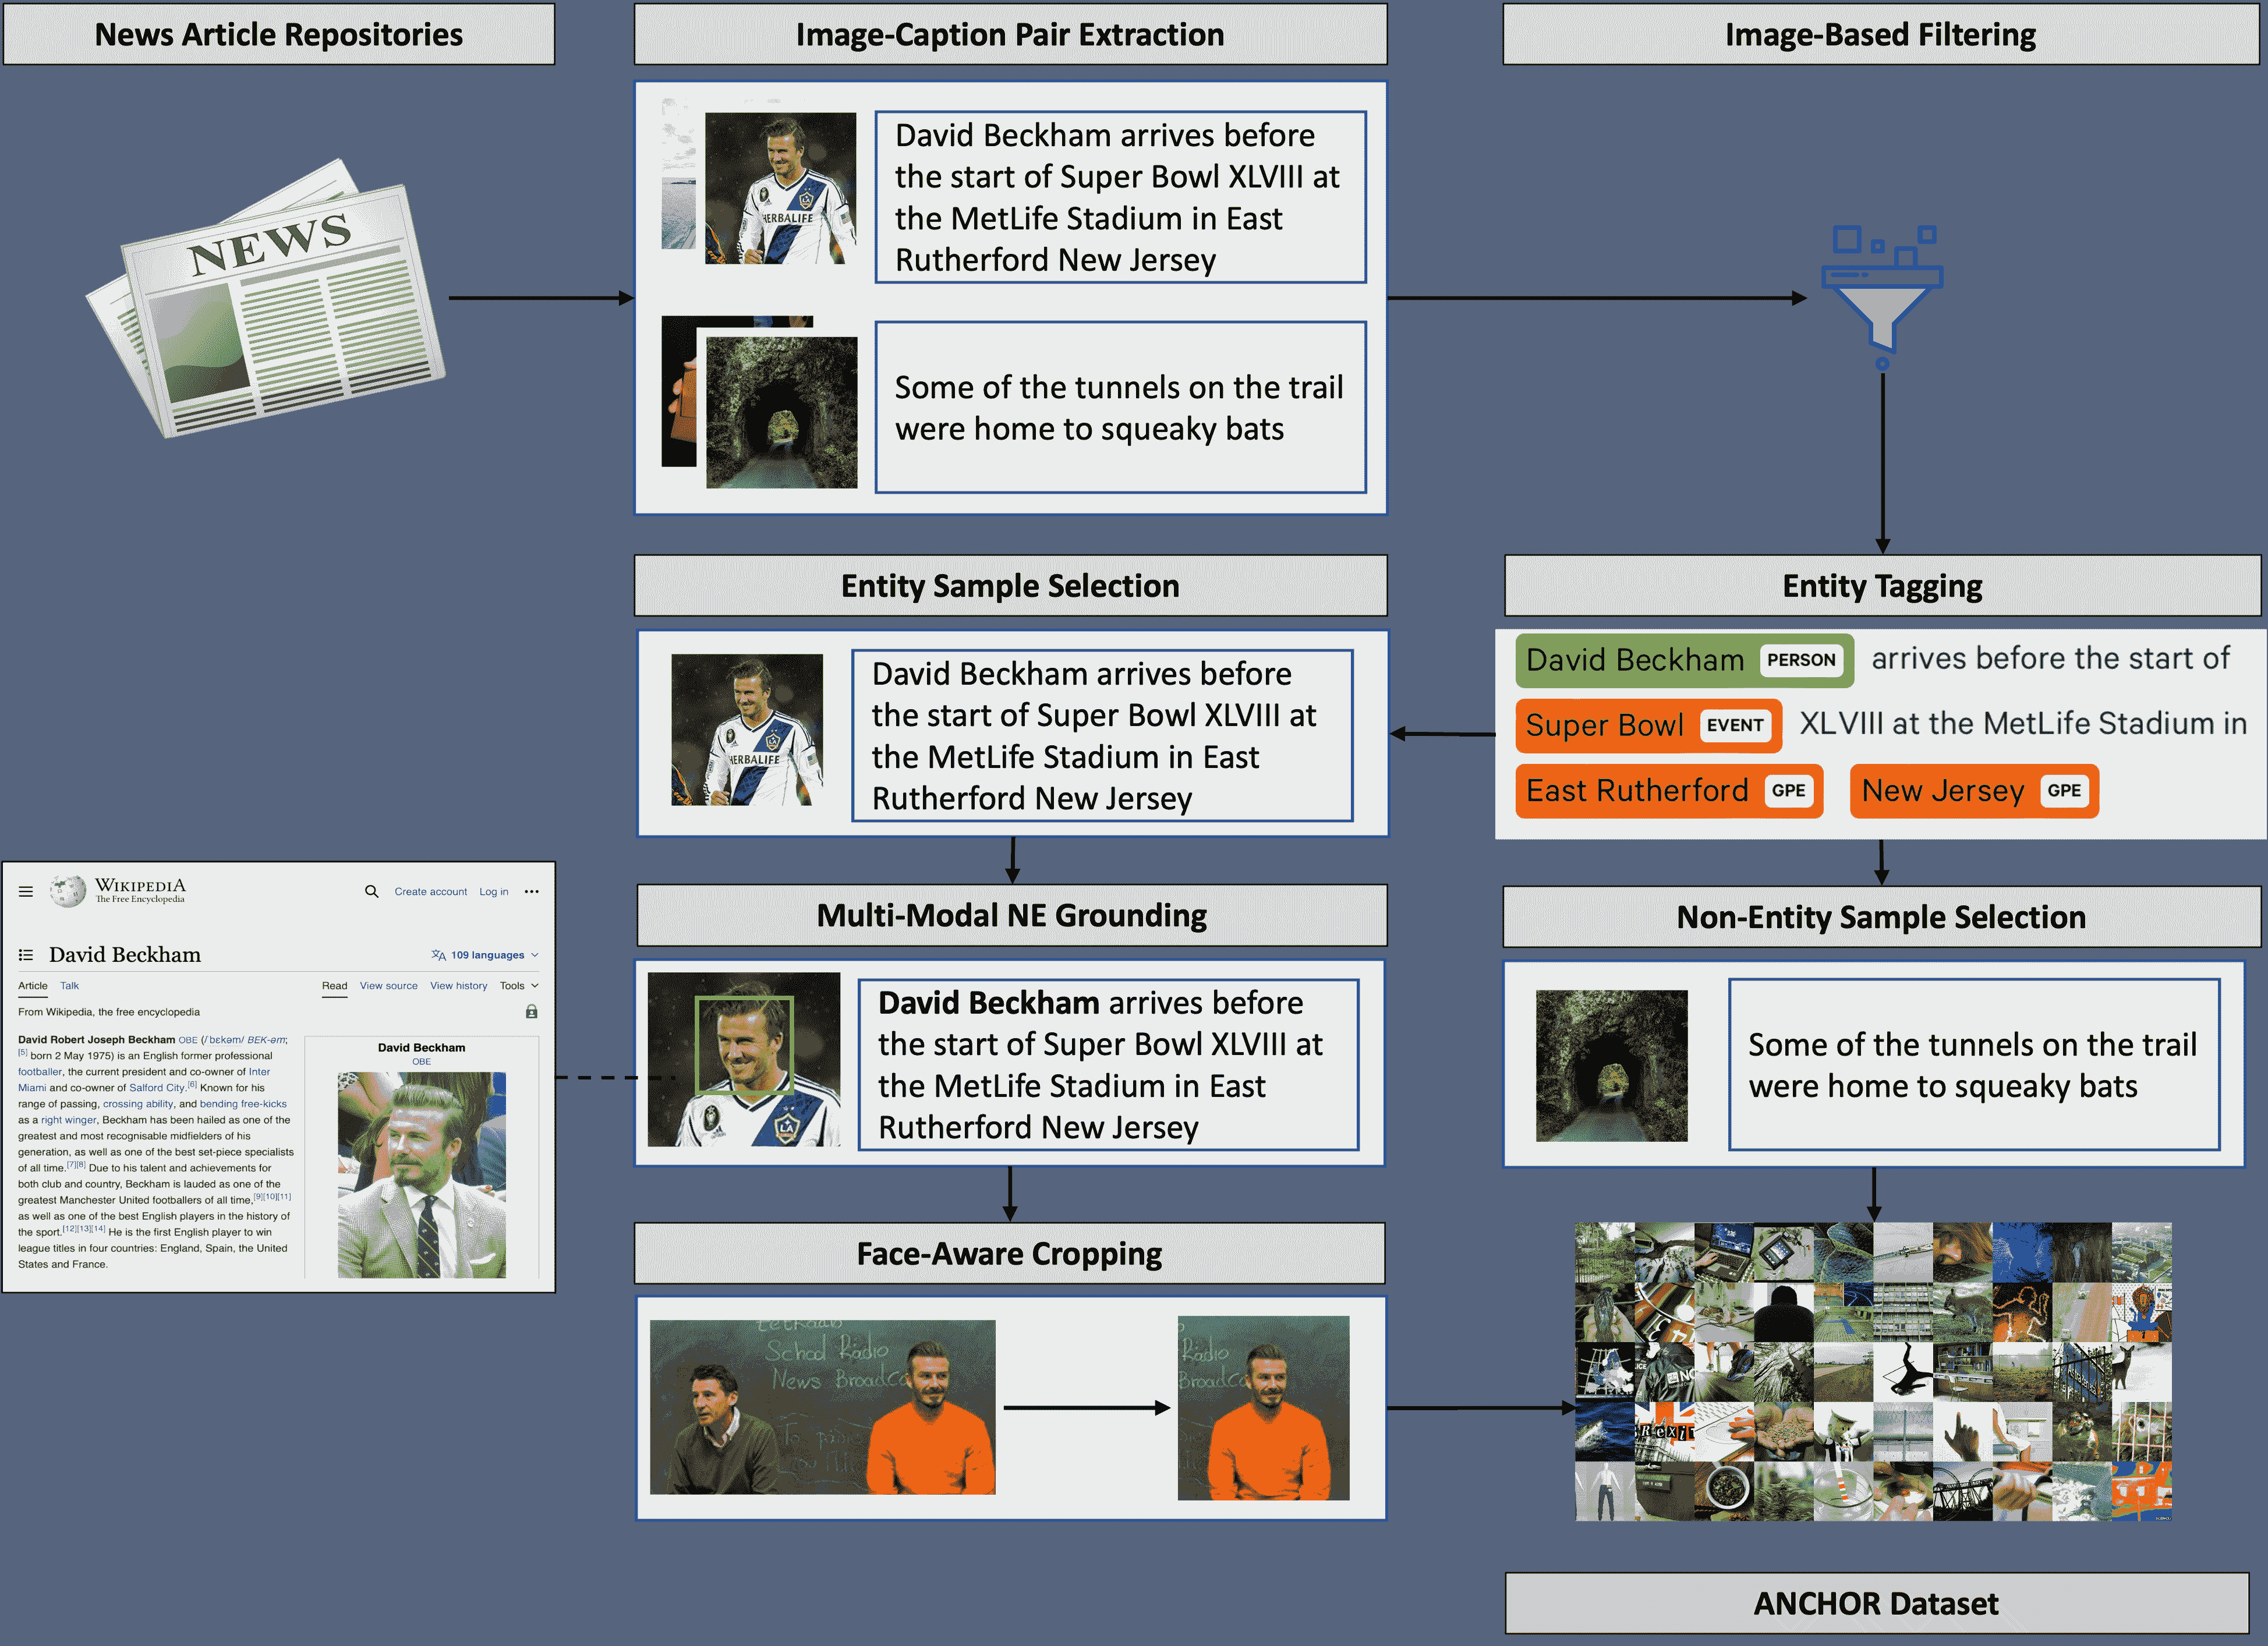 News Article Repositories
Image-Caption Pair Extraction
Image-Based Filtering
NEWS
HERBALIFE
David Beckham arrives before
the start of Super Bowl XLVIII at
the MetLife Stadium in East
Rutherford New Jersey
Some of the tunnels on the trail
were home to squeaky bats
Entity Sample Selection
HERBALIFE
David Beckham arrives before
the start of Super Bowl XLVIII at
the MetLife Stadium in East
Rutherford New Jersey
Entity Tagging
David Beckham PERSON arrives before the start of
Super Bowl EVENT XLVIII at the MetLife Stadium in
East Rutherford GPE New Jersey GPE
WIKIPEDIA
The Free Encyclopedia
Create account Log in
David Beckham
109 languages
Article Talk Read View source View history Tools
From Wikipedia, the free encyclopedia
David Robert Joseph Beckham OBE (/ˈbɛkəm/ BEK-əm;
[5] born 2 May 1975) is an English former professional
footballer, the current president and co-owner of Inter
Miami and co-owner of Salford City.[6] Known for his
range of passing, crossing ability, and bending free-kicks
as a right winger, Beckham has been hailed as one of the
greatest and most recognisable midfielders of his
generation, as well as one of the best set-piece specialists
of all time.[7][8] Due to his talent and achievements for
both club and country, Beckham is lauded as one of the
greatest Manchester United footballers of all time,[9][10][11]
as well as one of the best English players in the history of
the sport.[12][13][14] He is the first English player to win
league titles in four countries: England, Spain, the United
States and France.
David Beckham
OBE
Multi-Modal NE Grounding
LA
David Beckham arrives before
the start of Super Bowl XLVIII at
the MetLife Stadium in East
Rutherford New Jersey
Non-Entity Sample Selection
Some of the tunnels on the trail
were home to squeaky bats
Face-Aware Cropping
School Radio
News Broadca
Radio
Broadca
ANCHOR Dataset